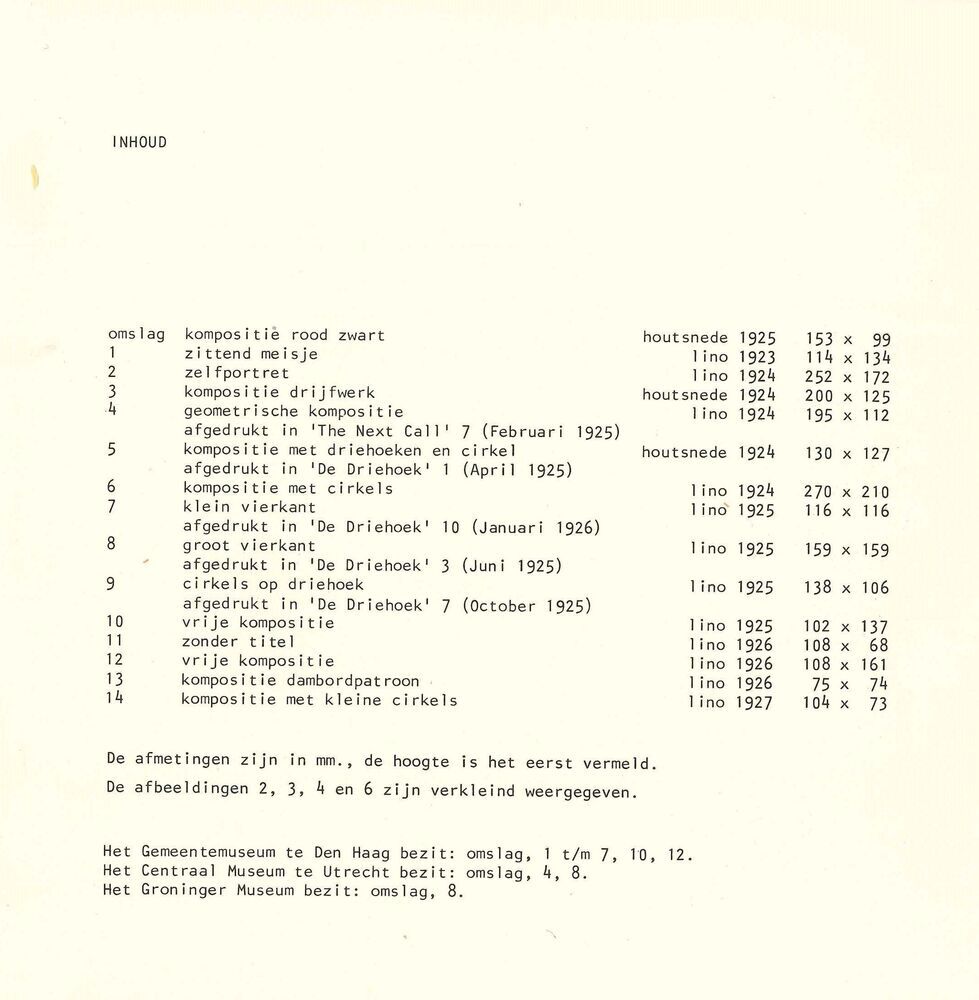 INHOUD
omslag kompositie rood zwart houtsnede 1925 153 x 99
1 zittend meisje lino 1923 114 x 134
2 zelfportret lino 1924 252 x 172
3 kompositie drijfwerk houtsnede 1924 200 x 125
4 geometrische kompositie lino 1924 195 x 112
afgedrukt in 'The Next Call' 7 (Februari 1925)
5 kompositie met driehoeken en cirkel houtsnede 1924 130 x 127
afgedrukt in 'De Driehoek' 1 (April 1925)
6 kompositie met cirkels lino 1924 270 x 210
7 klein vierkant lino 1925 116 x 116
afgedrukt in 'De Driehoek' 10 (Januari 1926)
8 groot vierkant lino 1925 159 x 159
afgedrukt in 'De Driehoek' 3 (Juni 1925)
9 cirkels op driehoek lino 1925 138 x 106
afgedrukt in 'De Driehoek' 7 (October 1925)
10 vrije kompositie lino 1925 102 x 137
11 zonder titel lino 1926 108 x 68
12 vrije kompositie lino 1926 108 x 161
13 kompositie dambordpatroon lino 1926 75 x 74
14 kompositie met kleine cirkels lino 1927 104 x 73
De afmetingen zijn in mm., de hoogte is het eerst vermeld.
De afbeeldingen 2, 3, 4 en 6 zijn verkleind weergegeven.
Het Gemeentemuseum te Den Haag bezit: omslag, 1 t/m 7, 10, 12.
Het Centraal Museum te Utrecht bezit: omslag, 4, 8.
Het Groninger Museum bezit: omslag, 8.